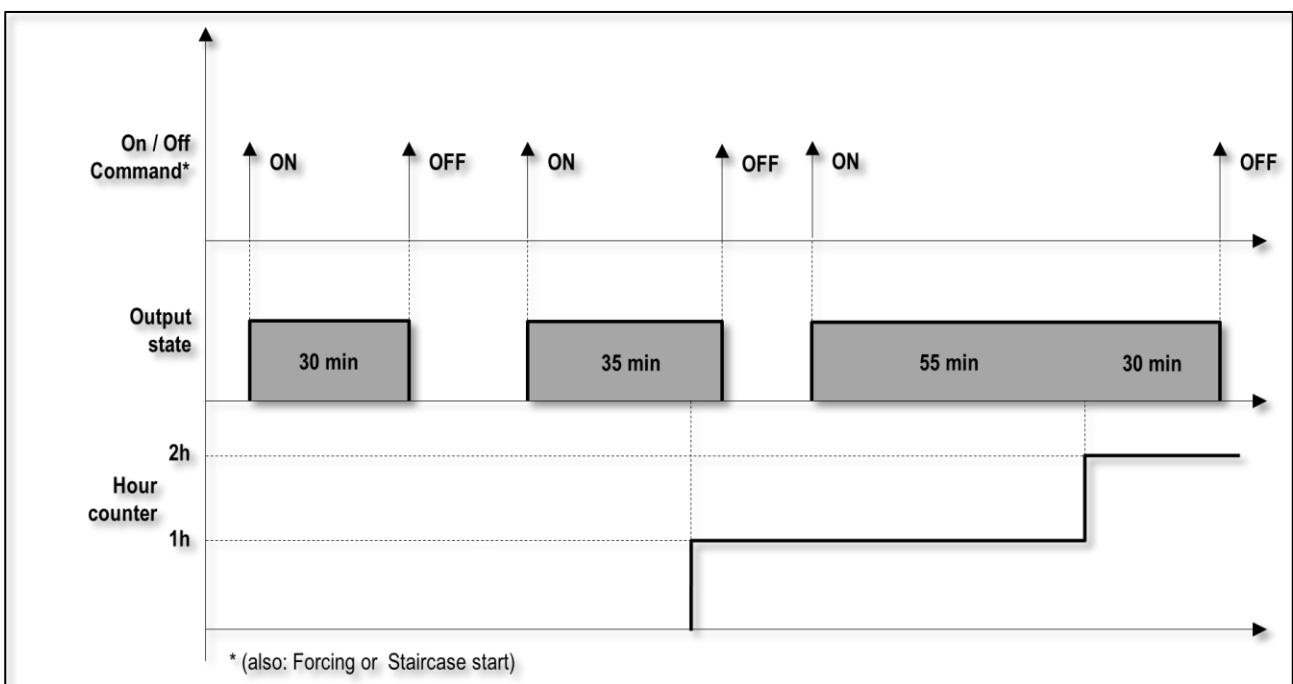 On / Off
Command*
ON
OFF
ON
OFF
ON
OFF
Output
state
30 min
35 min
55 min
30 min
2h
Hour
counter
1h
* (also: Forcing or Staircase start)